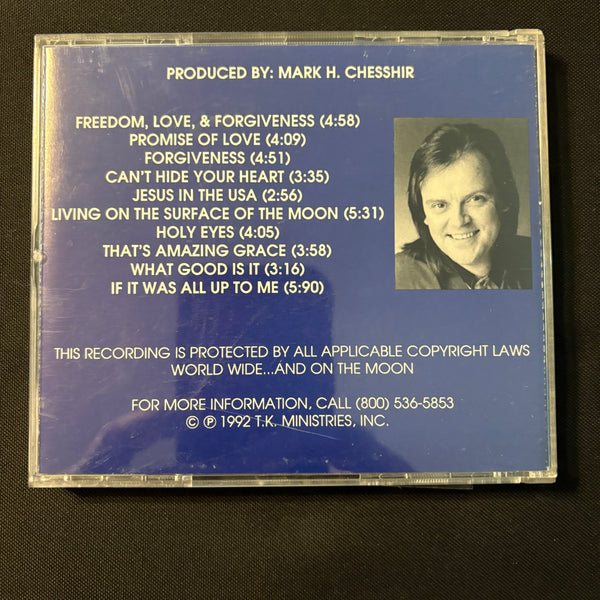 PRODUCED BY: MARK H. CHESSHIR
FREEDOM, LOVE, & FORGIVENESS (4:58)
PROMISE OF LOVE (4:09)
FORGIVENESS (4:51)
CAN'T HIDE YOUR HEART (3:35)
JESUS IN THE USA (2:56)
LIVING ON THE SURFACE OF THE MOON (5:31)
HOLY EYES (4:05)
THAT'S AMAZING GRACE (3:58)
WHAT GOOD IS IT (3:16)
IF IT WAS ALL UP TO ME (5:90)
THIS RECORDING IS PROTECTED BY ALL APPLICABLE COPYRIGHT LAWS
WORLD WIDE...AND ON THE MOON
FOR MORE INFORMATION, CALL (800) 536-5853
© ℗ 1992 T.K. MINISTRIES, INC.